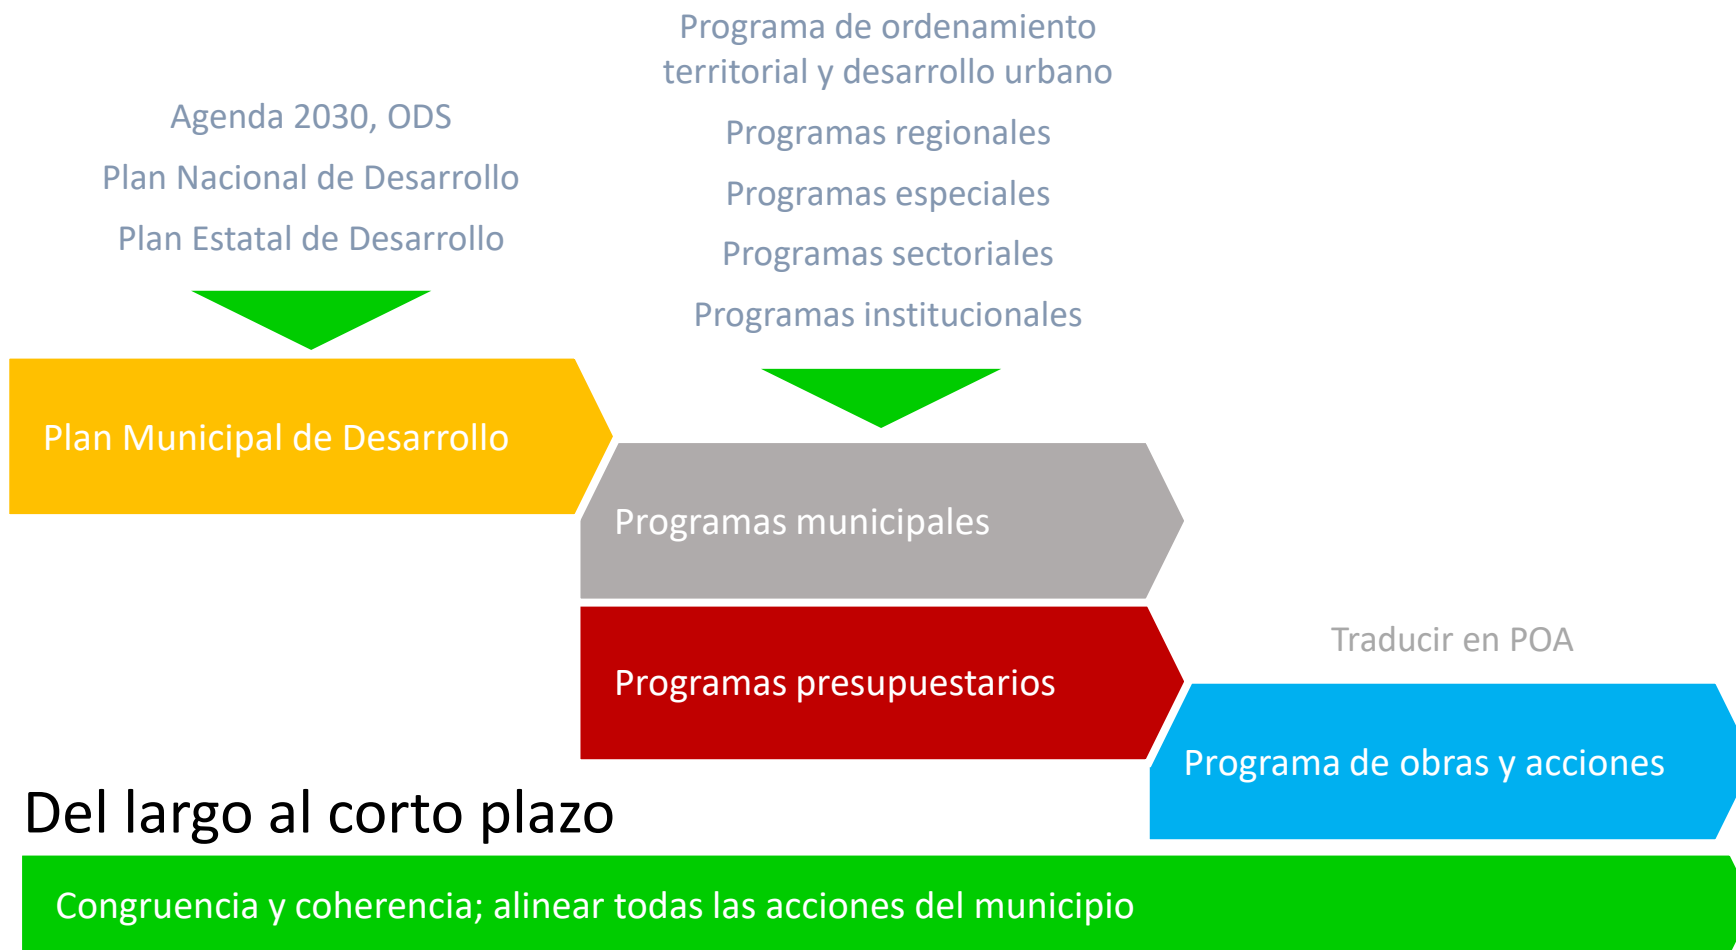 Agenda 2030, ODS
Plan Nacional de Desarrollo
Plan Estatal de Desarrollo
Programa de ordenamiento
territorial y desarrollo urbano
Programas regionales
Programas especiales
Programas sectoriales
Programas institucionales
Plan Municipal de Desarrollo
Programas municipales
Programas presupuestarios
Traducir en POA
Programa de obras y acciones
Del largo al corto plazo
Congruencia y coherencia; alinear todas las acciones del municipio